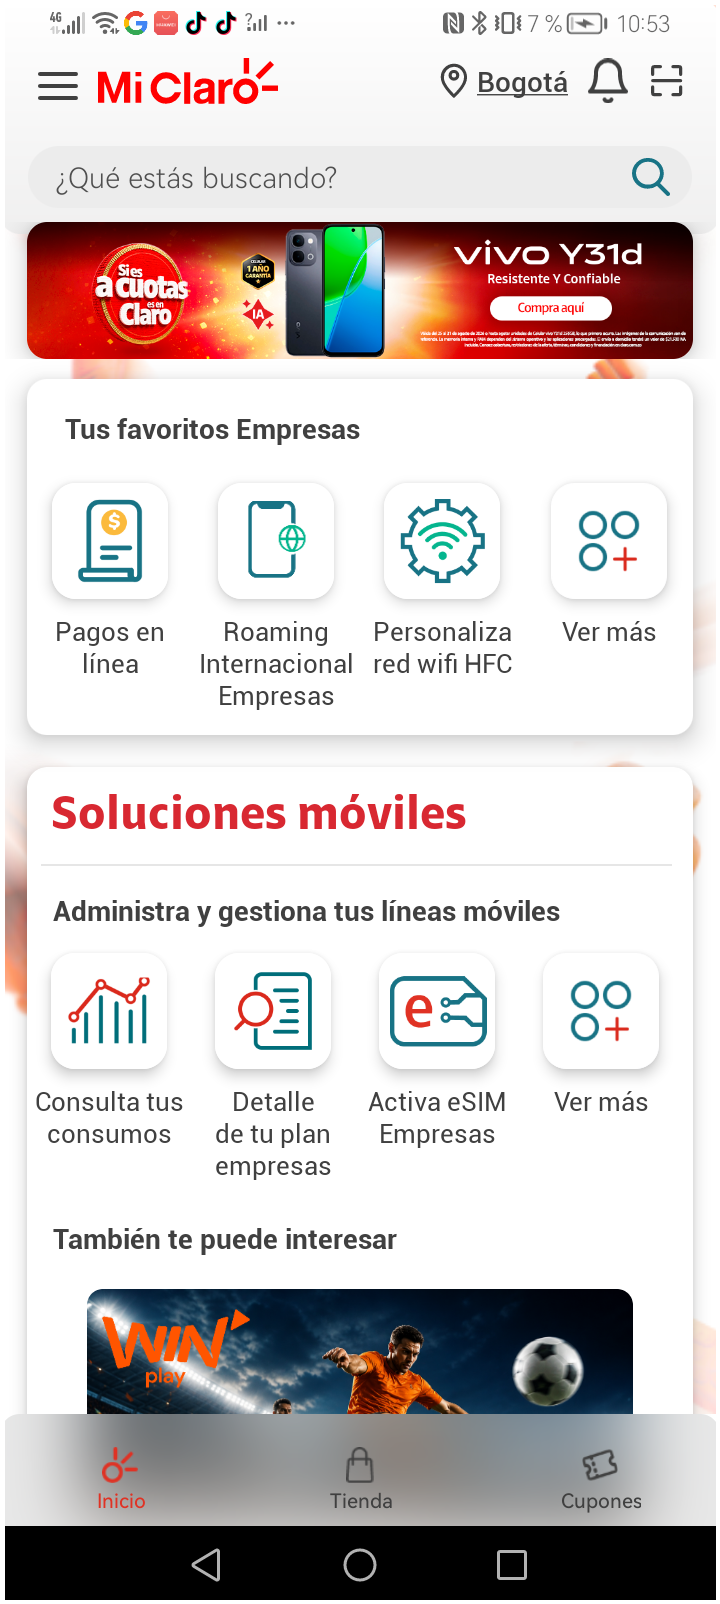 4G
?
7 %
10:53
Mi Claro
Bogotá
¿Qué estás buscando?
Si es
a cuotas
es en
Claro
1 AÑO
GARANTÍA
IA
vivo Y31d
Resistente Y Confiable
Compra aquí
Tus favoritos Empresas
Pagos en
línea
Roaming
Internacional
Empresas
Personaliza
red wifi HFC
Ver más
Soluciones móviles
Administra y gestiona tus líneas móviles
Consulta tus
consumos
Detalle
de tu plan
empresas
e
Activa eSIM
Empresas
Ver más
También te puede interesar
WIN
play
Inicio
Tienda
Cupones